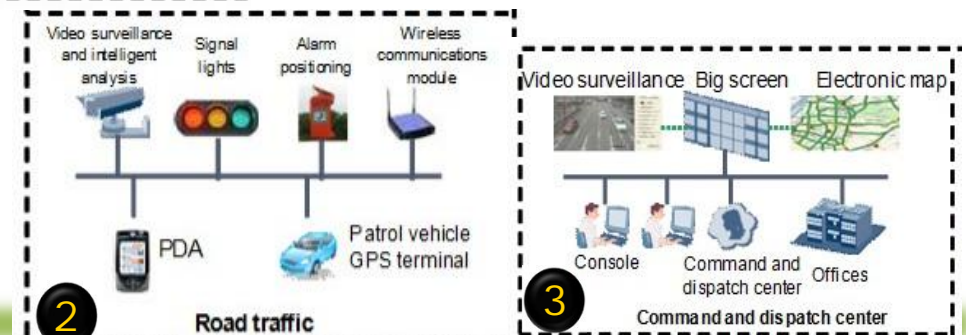 Video surveillance
and intelligent
analysis
Signal
lights
Alarm
positioning
Wireless
communications
module
PDA
Patrol vehicle
GPS terminal
2
Road traffic
Video surveillance
Big screen
Electronic map
Console
Command and
dispatch center
Offices
3
Command and dispatch center